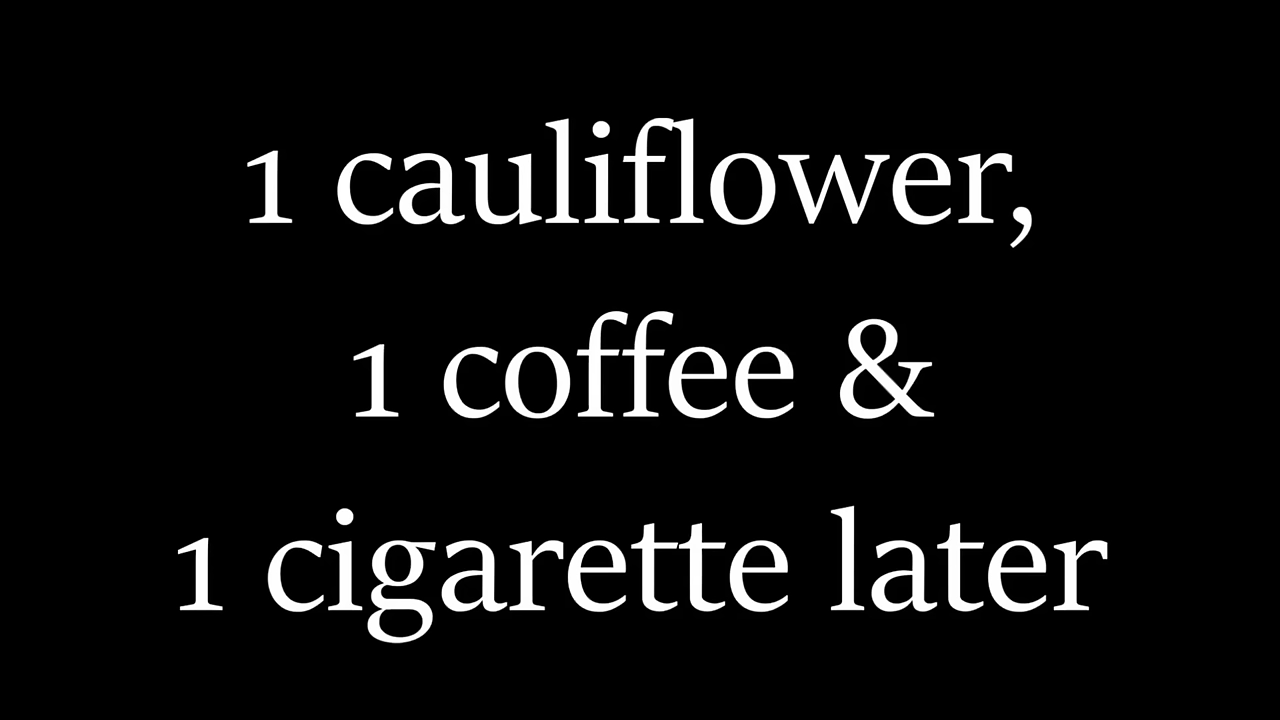 1 cauliflower,
1 coffee &
1 cigarette later